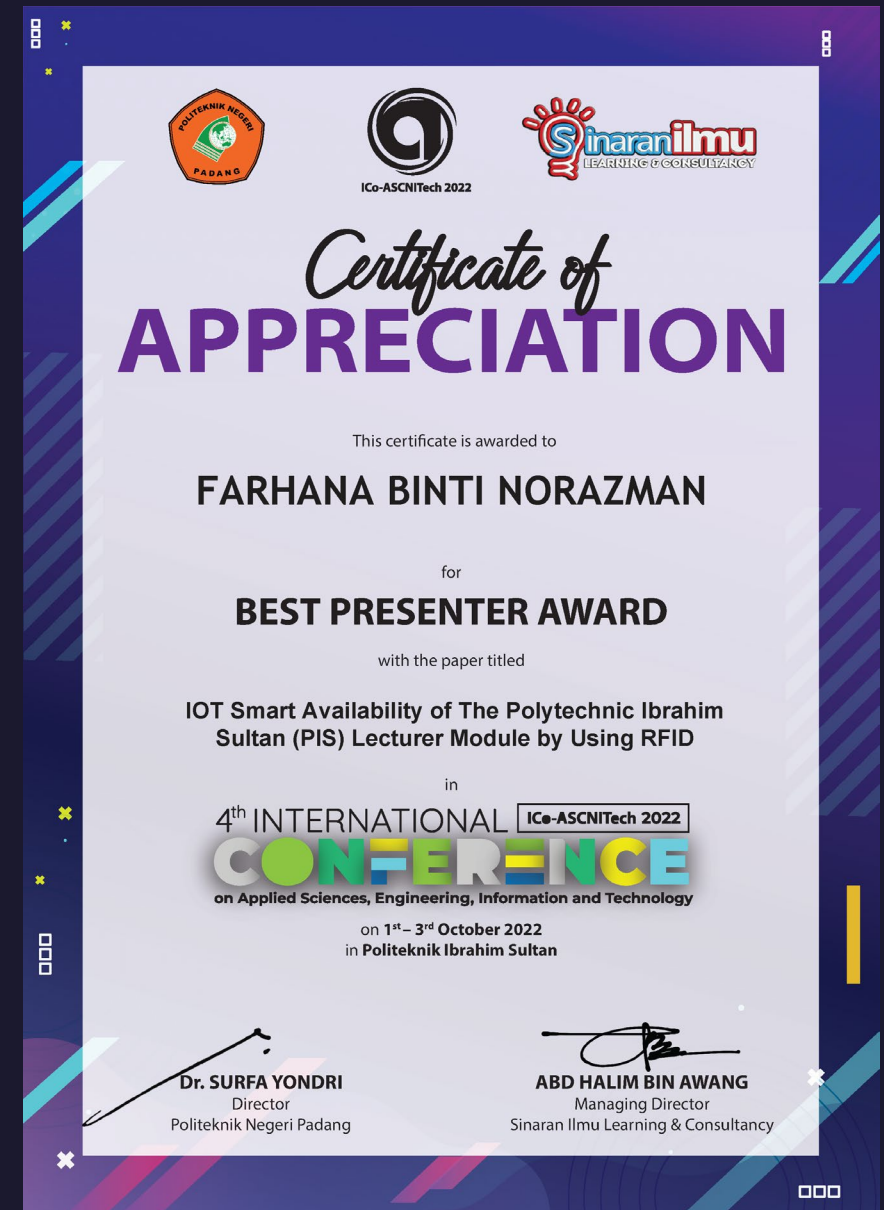 POLITEKNIK NEGERI
PADANG
ICo-ASCNITech 2022
Sinaran ilmu
LEARNING & CONSULTANCY
Certificate of
APPRECIATION
This certificate is awarded to
FARHANA BINTI NORAZMAN
for
BEST PRESENTER AWARD
with the paper titled
IOT Smart Availability of The Polytechnic Ibrahim
Sultan (PIS) Lecturer Module by Using RFID
in
4th INTERNATIONAL ICo-ASCNITech 2022
CONFERENCE
on Applied Sciences, Engineering, Information and Technology
on 1st – 3rd October 2022
in Politeknik Ibrahim Sultan
Dr. SURFA YONDRI
Director
Politeknik Negeri Padang
ABD HALIM BIN AWANG
Managing Director
Sinaran Ilmu Learning & Consultancy